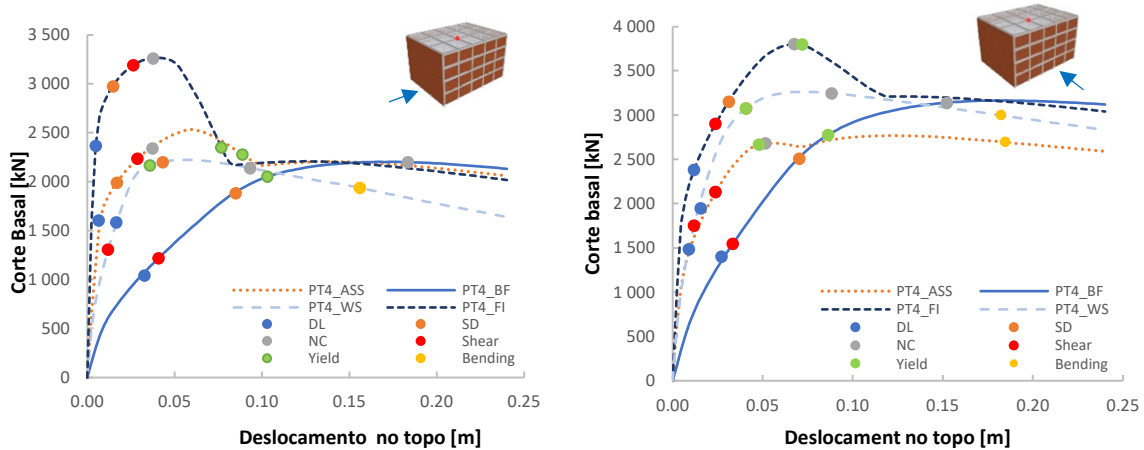 3 500
3 000
2 500
2 000
1 500
1 000
500
0
Corte Basal [kN]
0.00 0.05 0.10 0.15 0.20 0.25
Deslocamento no topo [m]
PT4_ASS PT4_BF
PT4_WS PT4_FI
DL SD
NC Shear
Yield Bending
4 000
3 500
3 000
2 500
2 000
1 500
1 000
500
0
Corte basal [kN]
0.00 0.05 0.10 0.15 0.20 0.25
Deslocament no topo [m]
PT4_ASS PT4_BF
PT4_FI PT4_WS
DL SD
NC Shear
Yield Bending